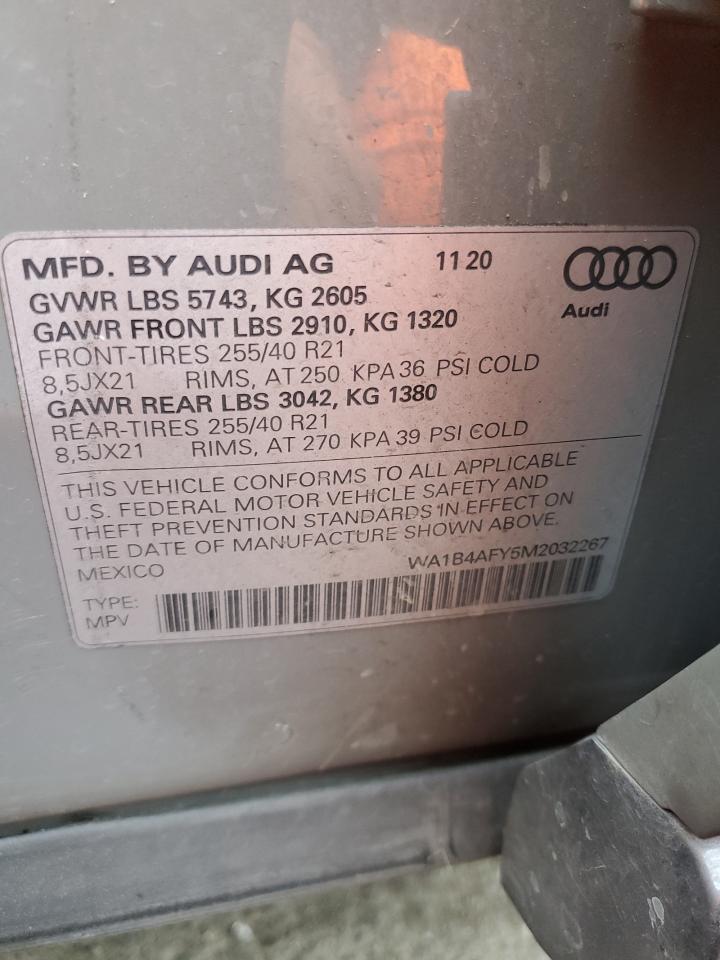 MFD. BY AUDI AG 11 20
Audi
GVWR LBS 5743, KG 2605
GAWR FRONT LBS 2910, KG 1320
FRONT-TIRES 255/40 R21
8,5JX21 RIMS, AT 250 KPA 36 PSI COLD
GAWR REAR LBS 3042, KG 1380
REAR-TIRES 255/40 R21
8,5JX21 RIMS, AT 270 KPA 39 PSI COLD
THIS VEHICLE CONFORMS TO ALL APPLICABLE
U.S. FEDERAL MOTOR VEHICLE SAFETY AND
THEFT PREVENTION STANDARDS IN EFFECT ON
THE DATE OF MANUFACTURE SHOWN ABOVE.
MEXICO WA1B4AFY5M2032267
TYPE:
MPV